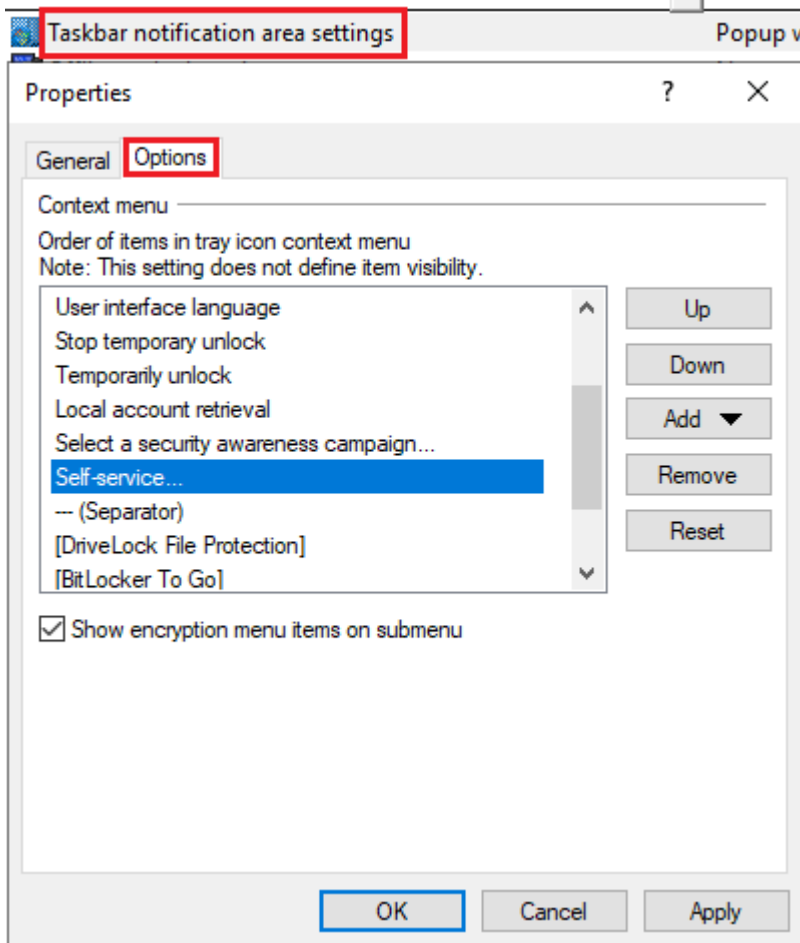 Taskbar notification area settings
Popup
Properties
?
General
Options
Context menu
Order of items in tray icon context menu
Note: This setting does not define item visibility.
User interface language
Stop temporary unlock
Temporarily unlock
Local account retrieval
Select a security awareness campaign...
Self-service...
--- (Separator)
[DriveLock File Protection]
[BitLocker To Go]
Up
Down
Add
Remove
Reset
Show encryption menu items on submenu
OK
Cancel
Apply